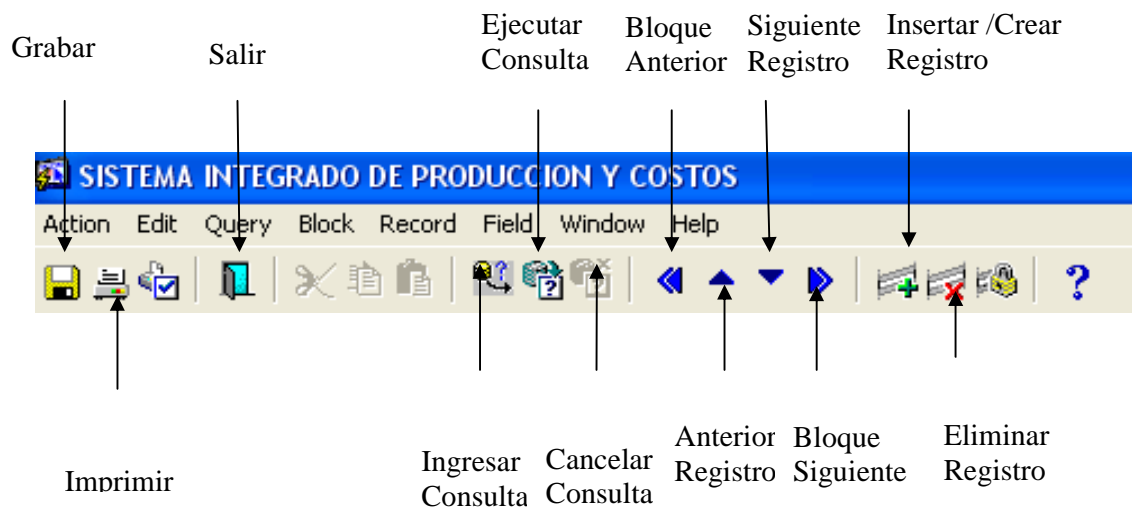 Grabar
Salir
Ejecutar
Consulta
Bloque
Anterior
Siguiente
Registro
Insertar /Crear
Registro
SISTEMA INTEGRADO DE PRODUCCION Y COSTOS
Action Edit Query Block Record Field Window Help
Imprimir
Ingresar
Consulta
Cancelar
Consulta
Anterior
Registro
Bloque
Siguiente
Eliminar
Registro